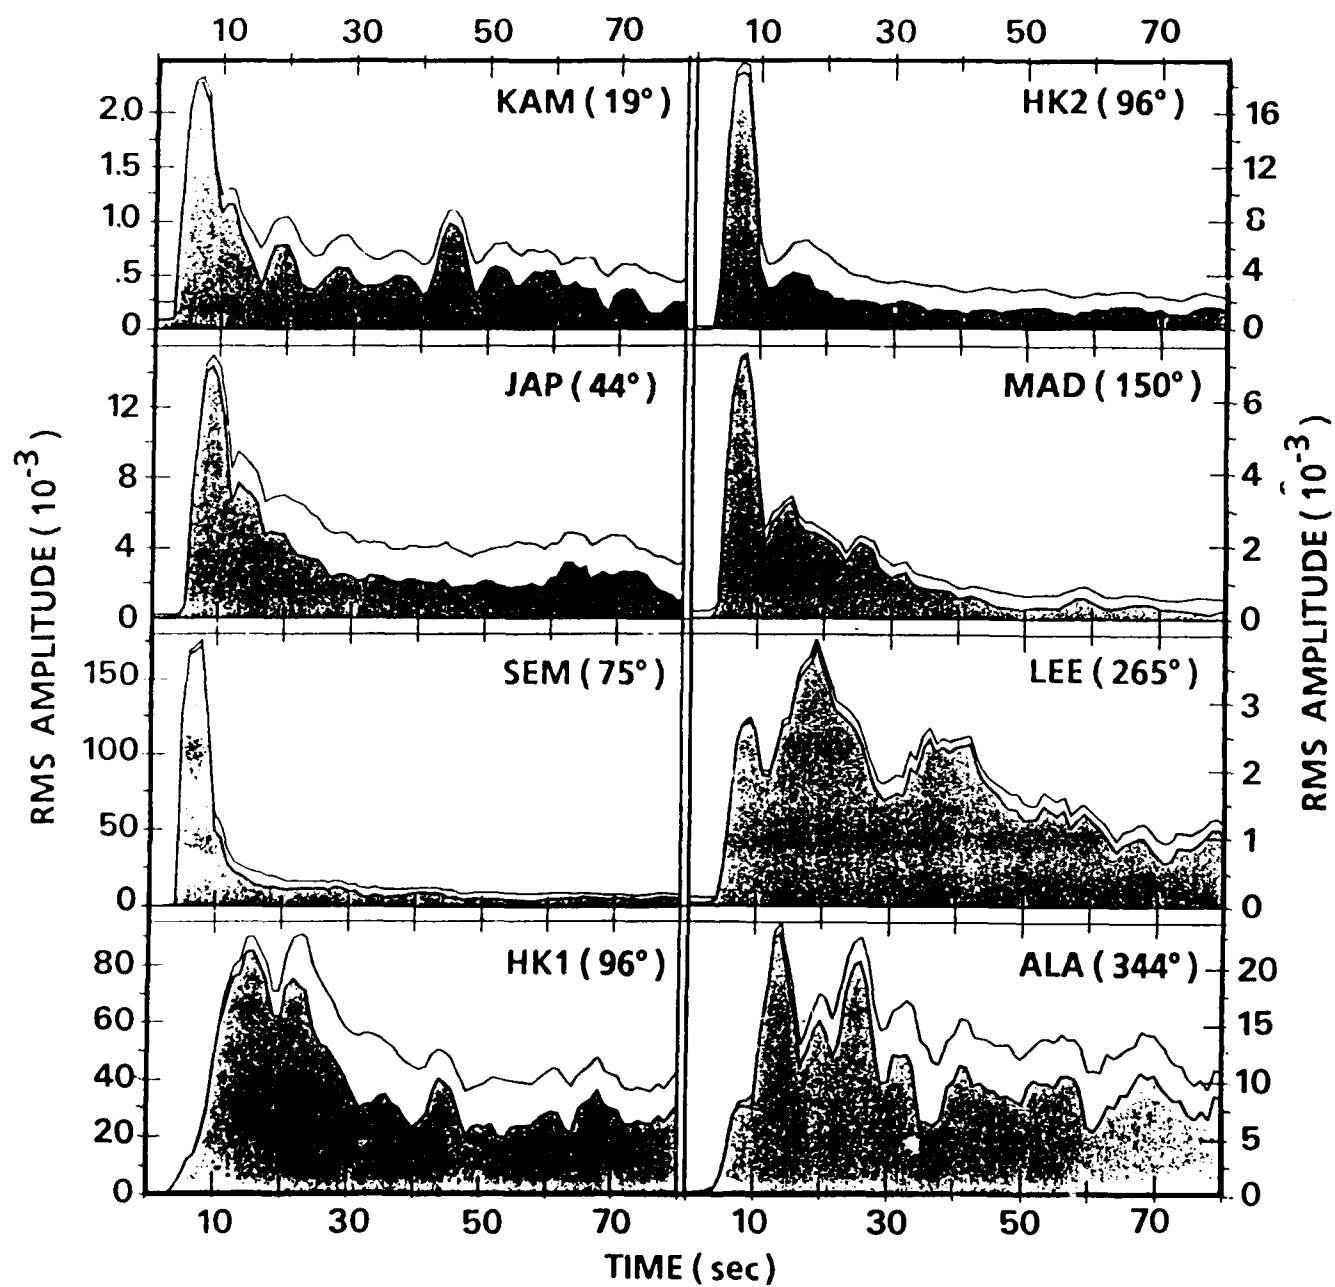 10 30 50 70 10 30 50 70
KAM ( 19° )
2.0
1.5
1.0
.5
0
HK2 ( 96° )
16
12
8
4
0
JAP ( 44° )
12
8
4
0
MAD ( 150° )
6
4
2
0
SEM ( 75° )
150
100
50
0
LEE ( 265° )
3
2
1
0
HK1 ( 96° )
80
60
40
20
0
ALA ( 344° )
20
15
10
5
0
RMS AMPLITUDE ( 10⁻³ )
RMS AMPLITUDE ( 10⁻³ )
10 30 50 70 10 30 50 70
TIME ( sec )